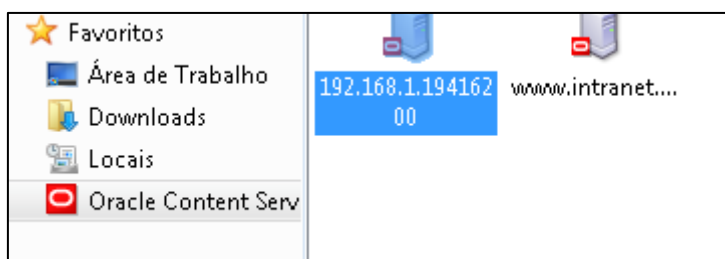 Favoritos
Área de Trabalho
Downloads
Locais
Oracle Content Serv
192.168.1.194162
00
www.intranet....